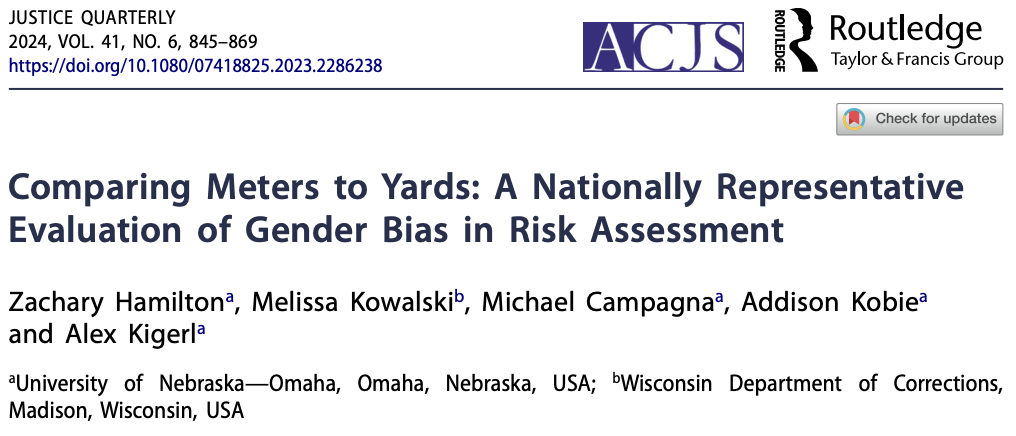 JUSTICE QUARTERLY
2024, VOL. 41, NO. 6, 845–869
https://doi.org/10.1080/07418825.2023.2286238
ACJS
ROUTLEDGE
Routledge
Taylor & Francis Group
Check for updates
Comparing Meters to Yards: A Nationally Representative
Evaluation of Gender Bias in Risk Assessment
Zachary Hamiltonᵃ, Melissa Kowalskiᵇ, Michael Campagnaᵃ, Addison Kobieᵃ
and Alex Kigerlᵃ
ᵃUniversity of Nebraska—Omaha, Omaha, Nebraska, USA; ᵇWisconsin Department of Corrections,
Madison, Wisconsin, USA